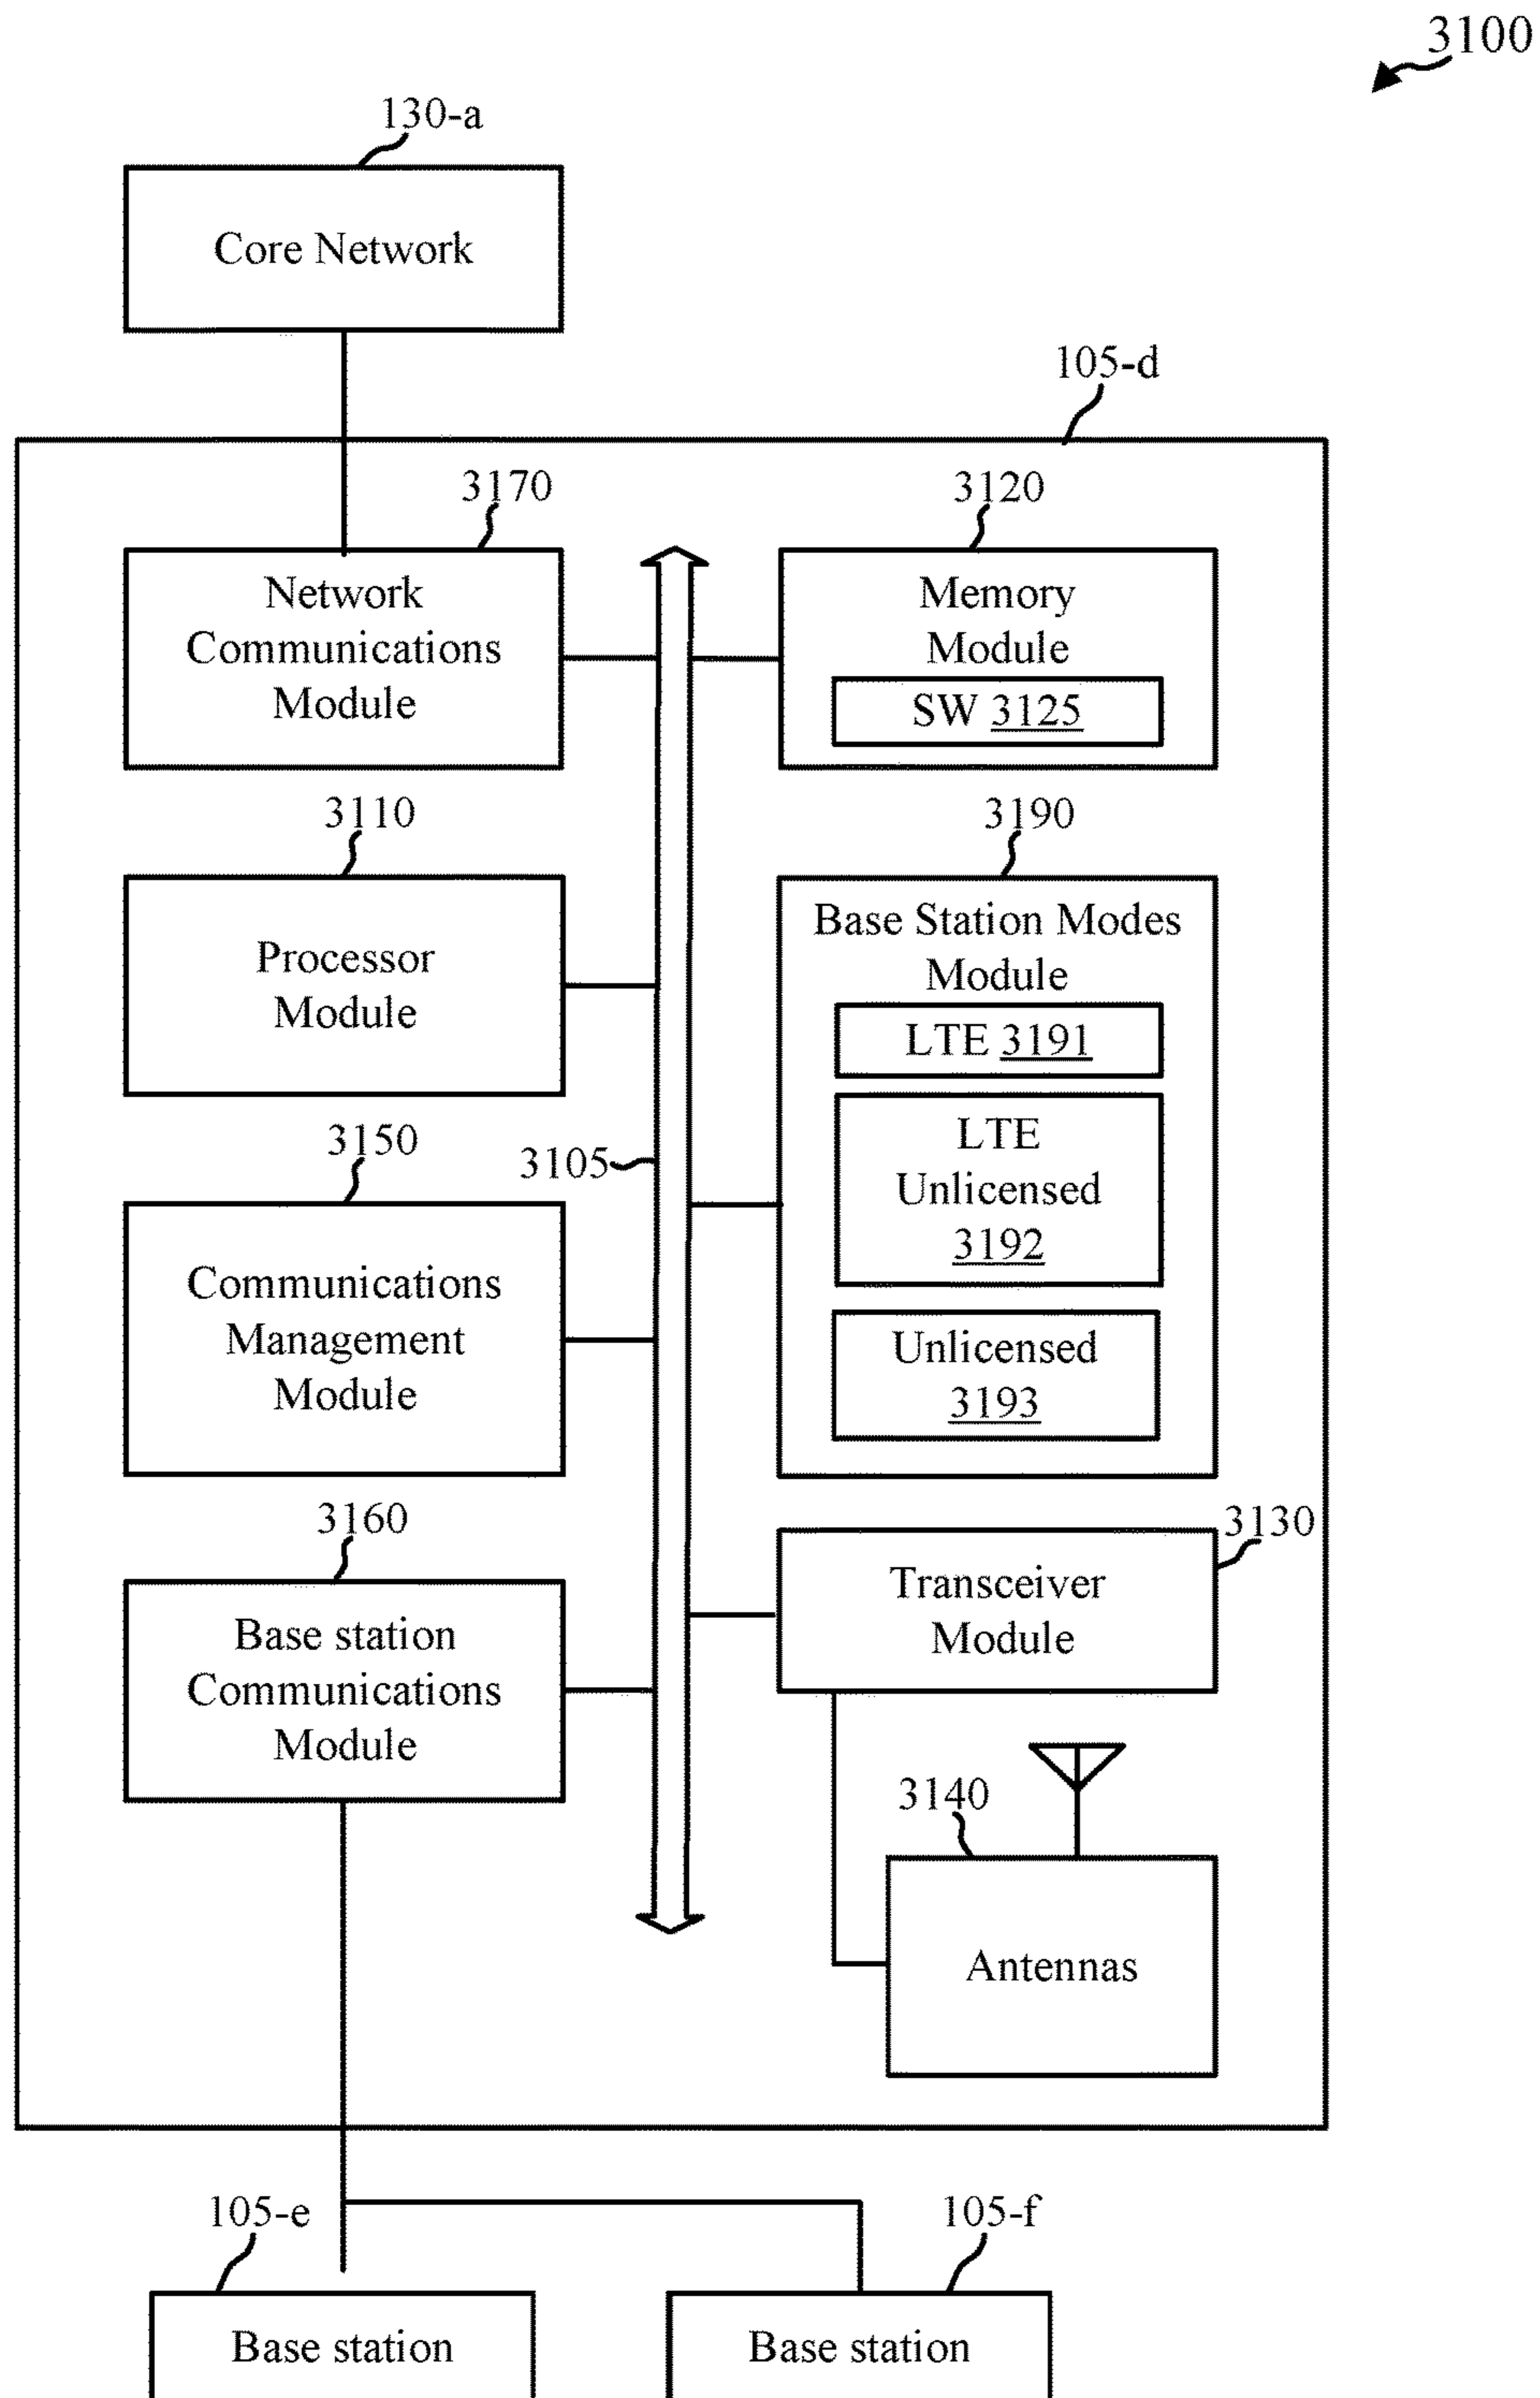 3100
130-a
Core Network
105-d
3170
Network
Communications
Module
3120
Memory
Module
SW 3125
3110
Processor
Module
3190
Base Station Modes
Module
LTE 3191
LTE
Unlicensed
3192
Unlicensed
3193
3150
Communications
Management
Module
3105
3160
Base station
Communications
Module
3130
Transceiver
Module
3140
Antennas
105-e
Base station
105-f
Base station